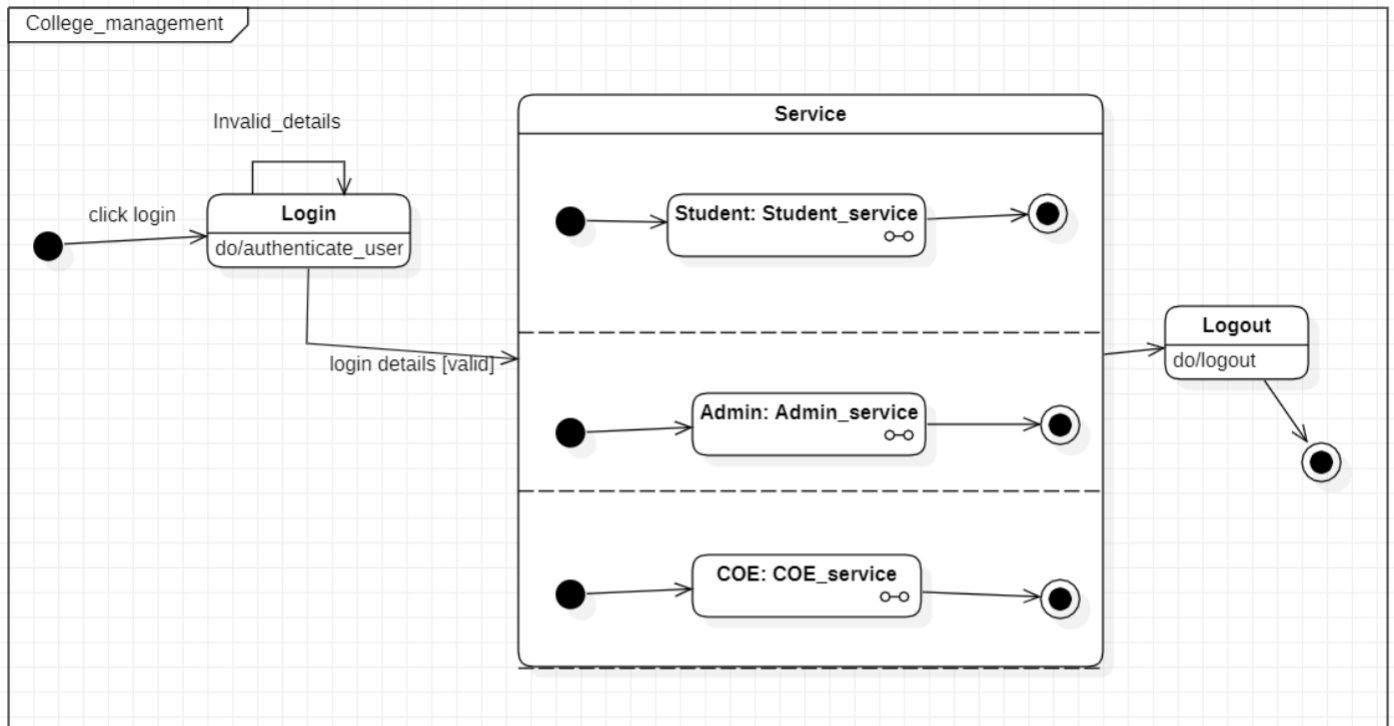 College_management
Invalid_details
click login
Login
do/authenticate_user
login details [valid]
Service
Student: Student_service
Admin: Admin_service
COE: COE_service
Logout
do/logout